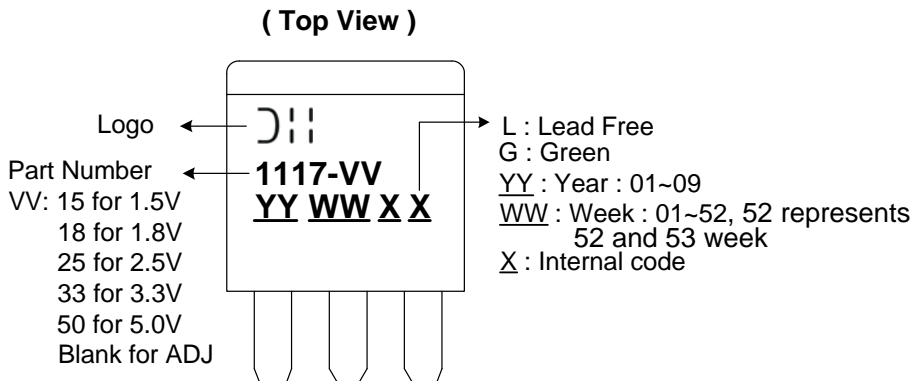 ( Top View )
Logo
Part Number
VV: 15 for 1.5V
18 for 1.8V
25 for 2.5V
33 for 3.3V
50 for 5.0V
Blank for ADJ
1117-VV
YY WW X X
L : Lead Free
G : Green
YY : Year : 01~09
WW : Week : 01~52, 52 represents
52 and 53 week
X : Internal code